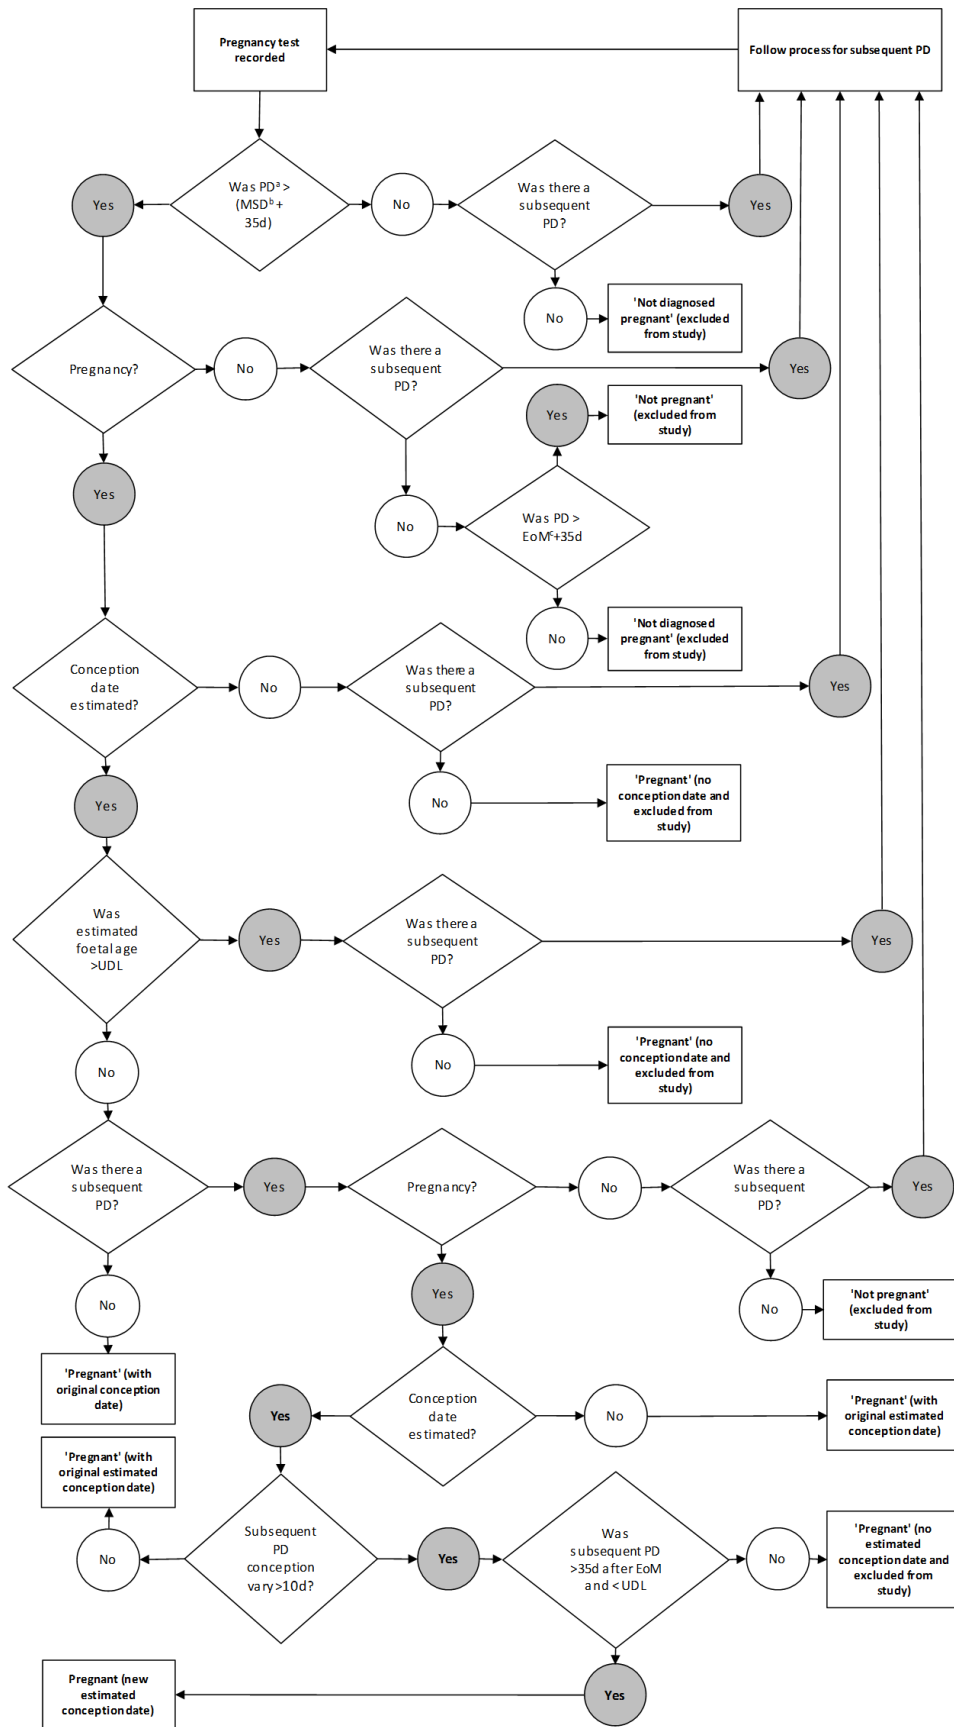 Pregnancy test
recorded
Follow process for subsequent PD
Was PDᵃ >
(MSDᵇ +
35d)
Yes
No
Was there a
subsequent
PD?
Yes
No
'Not diagnosed
pregnant' (excluded
from study)
Pregnancy?
No
Was there a
subsequent
PD?
Yes
Yes
'Not pregnant'
(excluded from
study)
Yes
No
Was PD >
EoMᶜ+35d
No
'Not diagnosed
pregnant' (excluded
from study)
Conception
date
estimated?
No
Was there a
subsequent
PD?
Yes
Yes
No
'Pregnant' (no
conception date and
excluded from
study)
Was
estimated
foetal age
>UDL
Yes
Was there a
subsequent
PD?
Yes
No
No
'Pregnant' (no
conception date and
excluded from
study)
Was there a
subsequent
PD?
Yes
Pregnancy?
No
Was there a
subsequent
PD?
Yes
No
Yes
No
'Not pregnant'
(excluded from
study)
'Pregnant' (with
original conception
date)
Yes
Conception
date
estimated?
No
'Pregnant' (with
original estimated
conception date)
'Pregnant' (with
original estimated
conception date)
No
Subsequent
PD
conception
vary >10d?
Yes
Was
subsequent PD
>35d after EoM
and < UDL
No
'Pregnant' (no
estimated
conception date and
excluded from
study)
Pregnant (new
estimated
conception date)
Yes